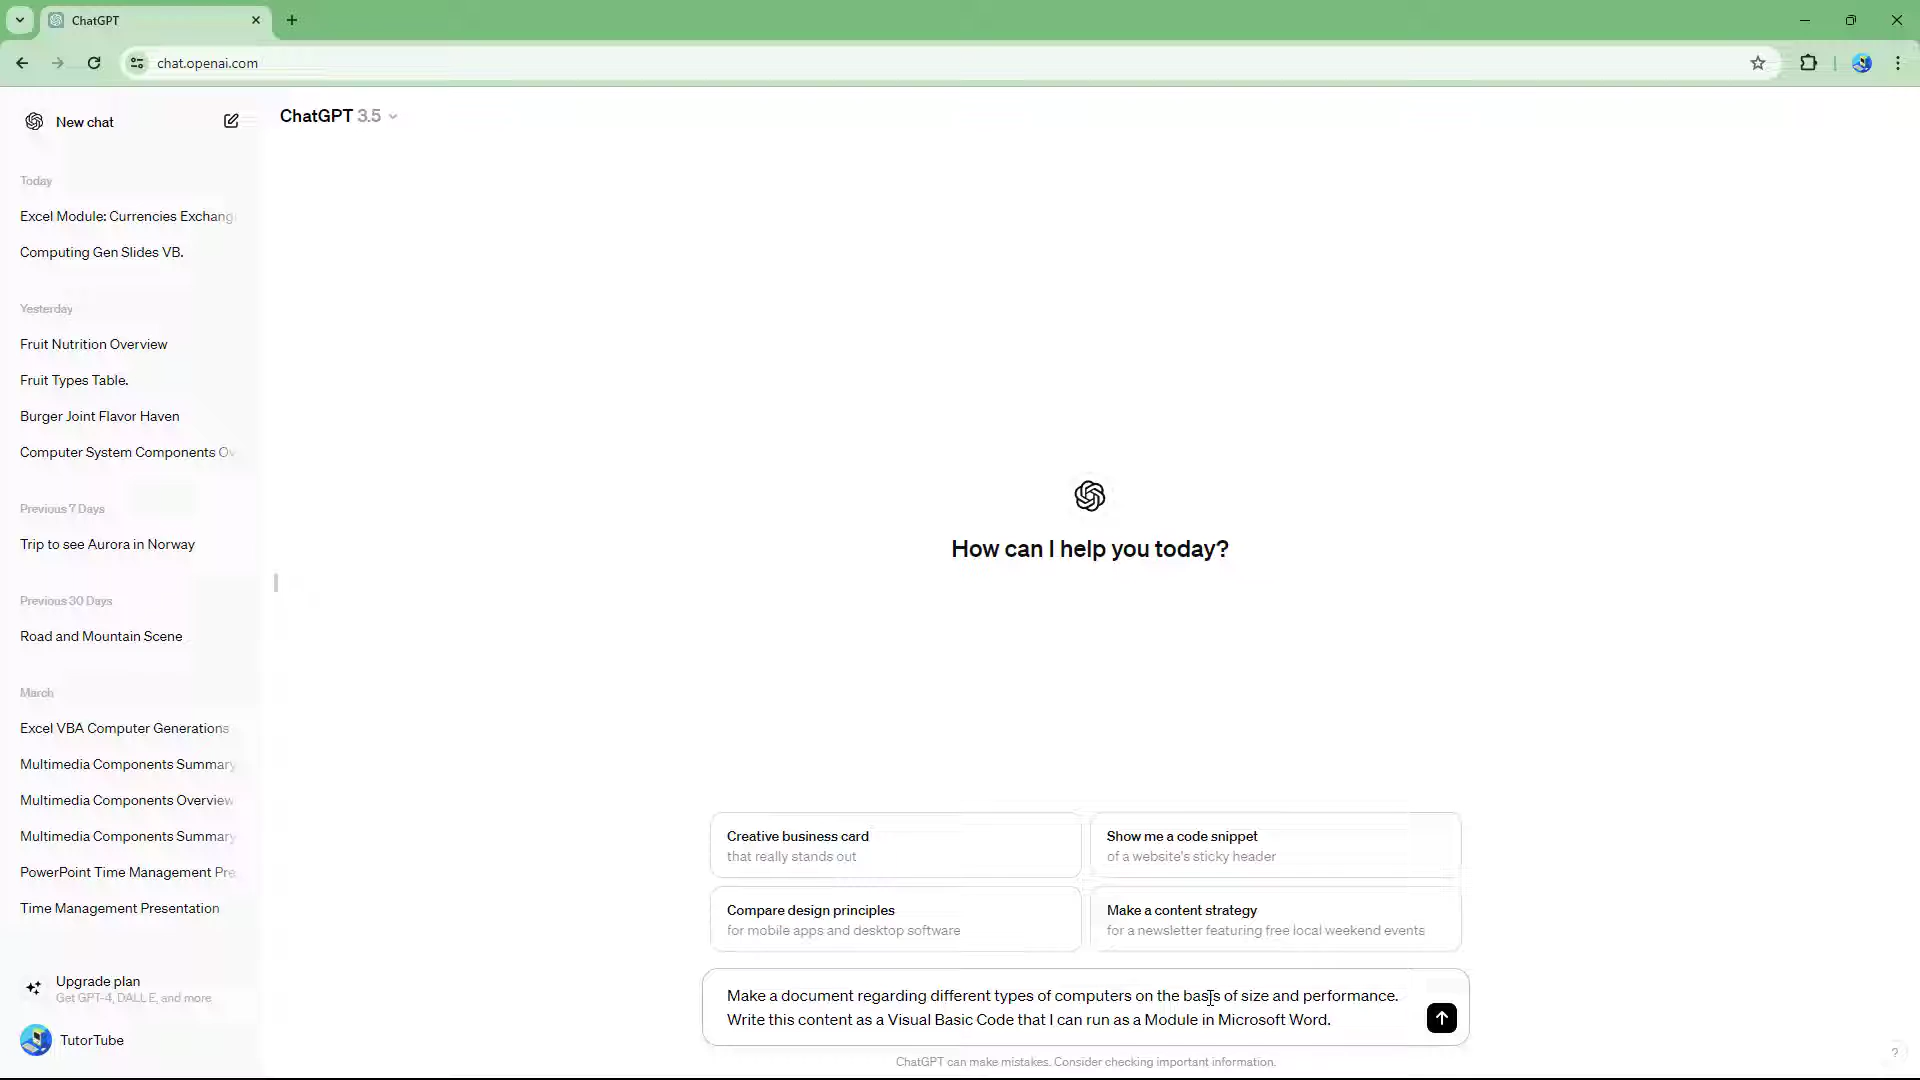 ChatGPT
chat.openai.com
New chat
ChatGPT 3.5
Today
Excel Module: Currencies Exchang
Computing Gen Slides VB.
Yesterday
Fruit Nutrition Overview
Fruit Types Table.
Burger Joint Flavor Haven
Computer System Components Ov
Previous 7 Days
Trip to see Aurora in Norway
Previous 30 Days
Road and Mountain Scene
March
Excel VBA Computer Generations
Multimedia Components Summary
Multimedia Components Overview
Multimedia Components Summary
PowerPoint Time Management Pre
Time Management Presentation
Upgrade plan
Get GPT-4, DALL·E, and more
TutorTube
How can I help you today?
Creative business card
that really stands out
Show me a code snippet
of a website's sticky header
Compare design principles
for mobile apps and desktop software
Make a content strategy
for a newsletter featuring free local weekend events
Make a document regarding different types of computers on the basis of size and performance.
Write this content as a Visual Basic Code that I can run as a Module in Microsoft Word.
ChatGPT can make mistakes. Consider checking important information.
?